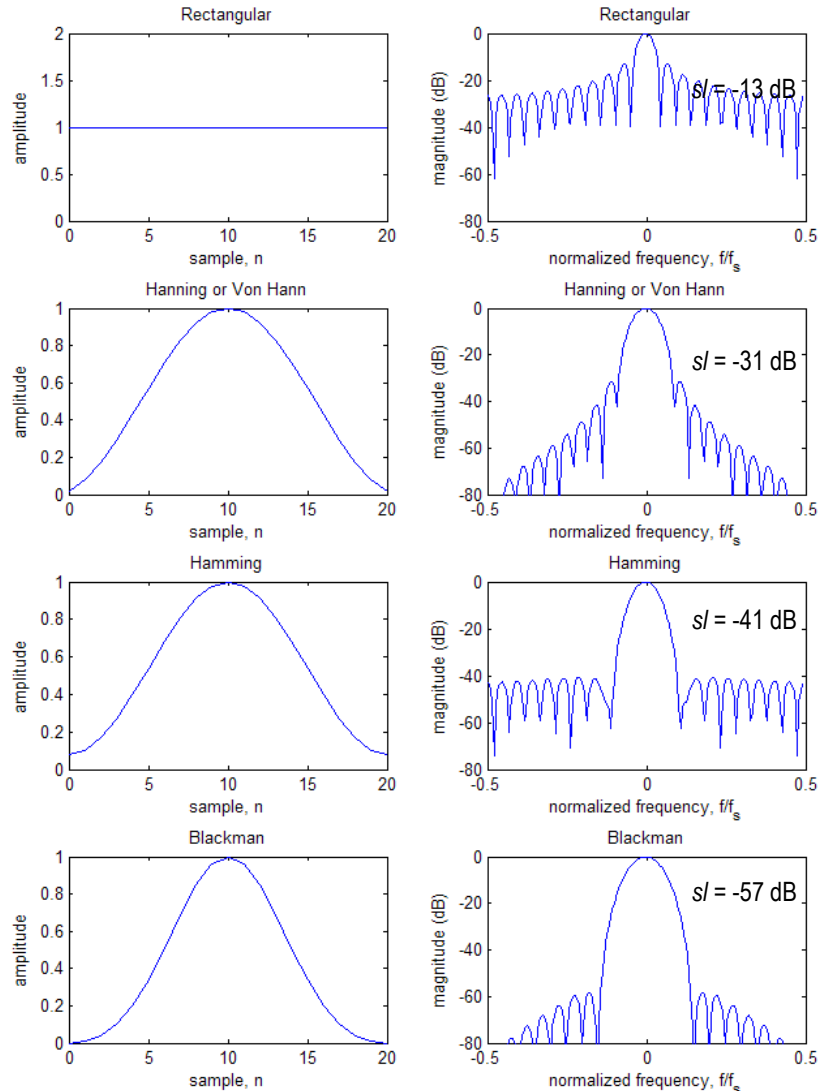 Rectangular
2
1.5
1
0.5
0
0 5 10 15 20
amplitude
sample, n
Rectangular
0
-20
-40
-60
-80
-0.5 0 0.5
magnitude (dB)
normalized frequency, f/fs
sl = -13 dB
Hanning or Von Hann
1
0.8
0.6
0.4
0.2
0
0 5 10 15 20
amplitude
sample, n
Hanning or Von Hann
0
-20
-40
-60
-80
-0.5 0 0.5
magnitude (dB)
normalized frequency, f/fs
sl = -31 dB
Hamming
1
0.8
0.6
0.4
0.2
0
0 5 10 15 20
amplitude
sample, n
Hamming
0
-20
-40
-60
-80
-0.5 0 0.5
magnitude (dB)
normalized frequency, f/fs
sl = -41 dB
Blackman
1
0.8
0.6
0.4
0.2
0
0 5 10 15 20
amplitude
sample, n
Blackman
0
-20
-40
-60
-80
-0.5 0 0.5
magnitude (dB)
normalized frequency, f/fs
sl = -57 dB